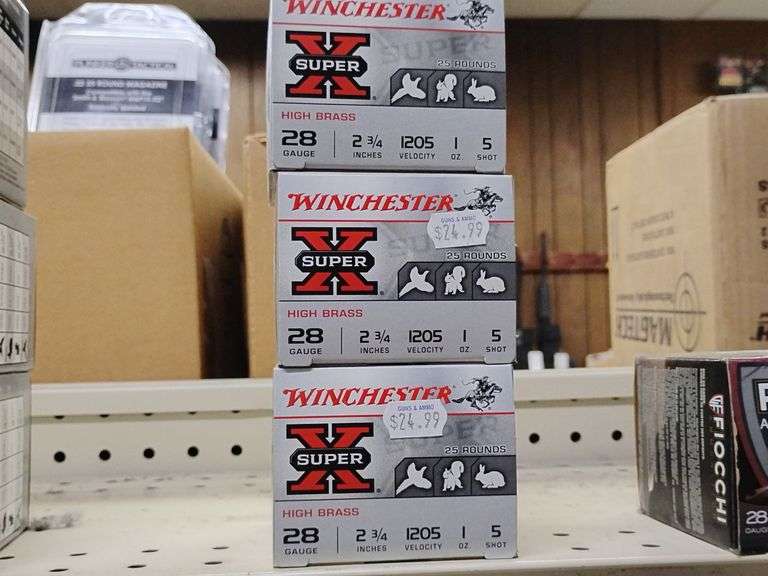 WINCHESTER
SUPER X
25 ROUNDS
HIGH BRASS
28 2 3/4 1205 1 5
GAUGE INCHES VELOCITY OZ SHOT
WINCHESTER
GUNS & AMMO
$24.99
SUPER X
25 ROUNDS
HIGH BRASS
28 2 3/4 1205 1 5
GAUGE INCHES VELOCITY OZ. SHOT
WINCHESTER
GUNS & AMMO
$24.99
SUPER X
25 ROUNDS
HIGH BRASS
28 2 3/4 1205 1 5
GAUGE INCHES VELOCITY OZ SHOT
MAGTECH
FIOCCHI
28